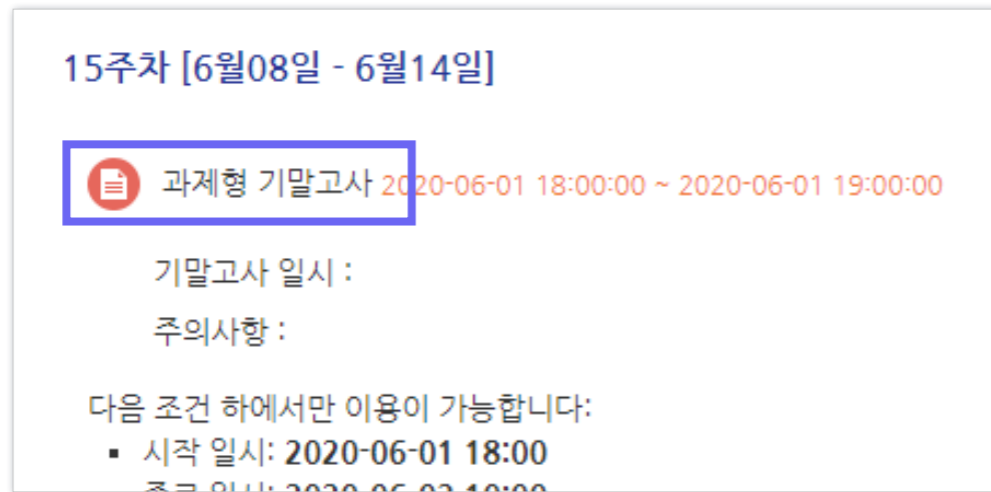 15주차 [6월08일 - 6월14일]
과제형 기말고사 2020-06-01 18:00:00 ~ 2020-06-01 19:00:00
기말고사 일시 :
주의사항 :
다음 조건 하에서만 이용이 가능합니다:
▪ 시작 일시: 2020-06-01 18:00